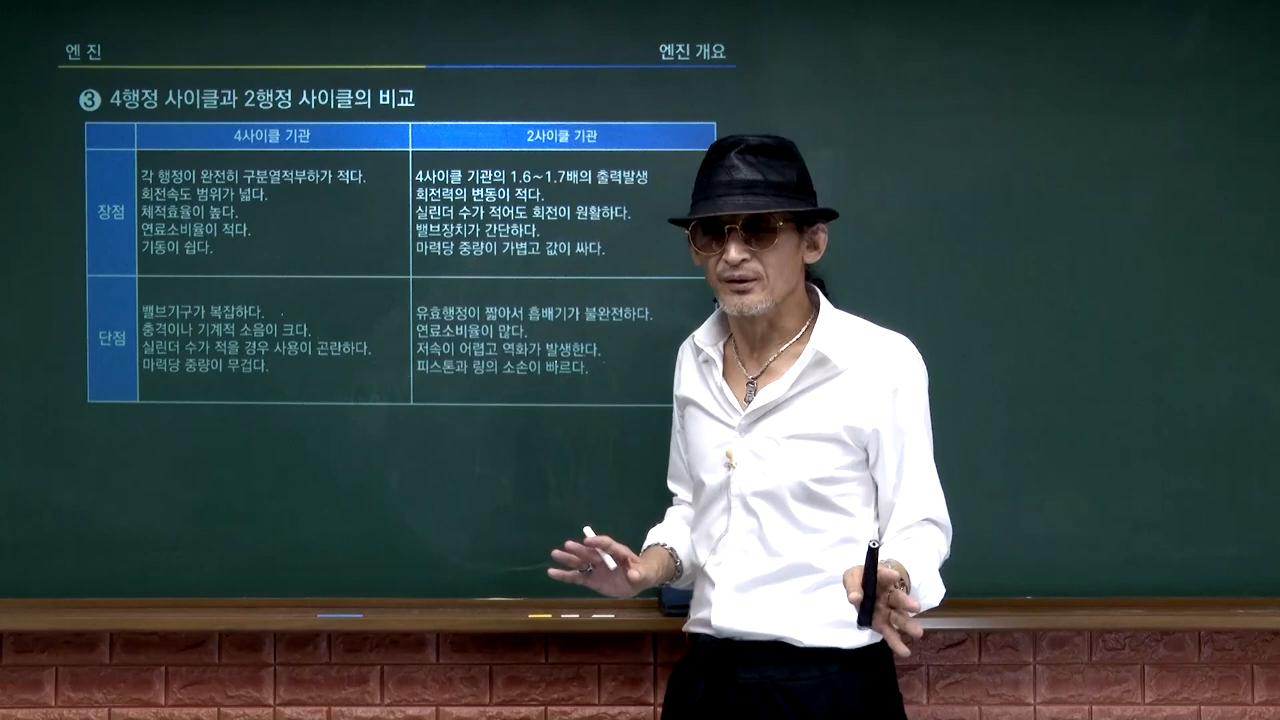 엔 진
엔진 개요
③ 4행정 사이클과 2행정 사이클의 비교
4사이클 기관
2사이클 기관
장점
각 행정이 완전히 구분열적부하가 적다.
회전속도 범위가 넓다.
체적효율이 높다.
연료소비율이 적다.
기동이 쉽다.
4사이클 기관의 1.6~1.7배의 출력발생
회전력의 변동이 적다.
실린더 수가 적어도 회전이 원활하다.
밸브장치가 간단하다.
마력당 중량이 가볍고 값이 싸다.
단점
밸브기구가 복잡하다.
충격이나 기계적 소음이 크다.
실린더 수가 적을 경우 사용이 곤란하다.
마력당 중량이 무겁다.
유효행정이 짧아서 흡배기가 불완전하다.
연료소비율이 많다.
저속이 어렵고 역화가 발생한다.
피스톤과 링의 소손이 빠르다.